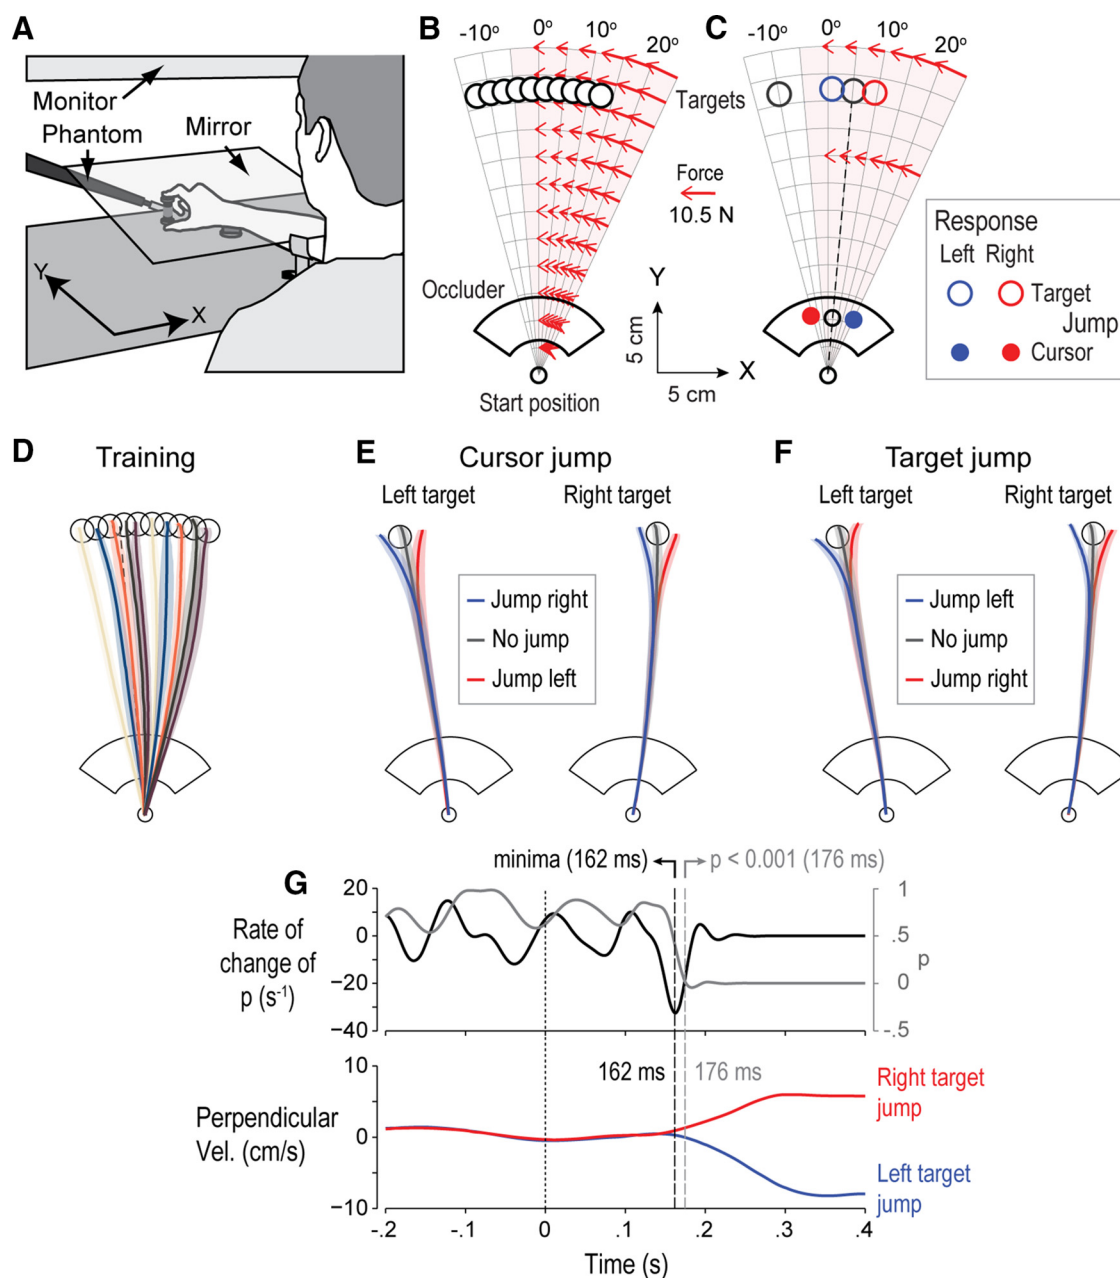 A
Monitor
Phantom
Mirror
Y
X
B
-10°
0°
10°
20°
Targets
Force
10.5 N
Occluder
Y
5 cm
X
5 cm
Start position
C
-10°
0°
10°
20°
Response
Left Right
Target
Jump
Cursor
D
Training
E
Cursor jump
Left target
Right target
Jump right
No jump
Jump left
F
Target jump
Left target
Right target
Jump left
No jump
Jump right
G
minima (162 ms)
p < 0.001 (176 ms)
Rate of
change of
p (s⁻¹)
20
0
−20
−40
1
0.5
0
-.5
p
162 ms
176 ms
Perpendicular
Vel. (cm/s)
10
0
−10
Right target
jump
Left target
jump
-.2
-.1
0
.1
0.2
0.3
0.4
Time (s)